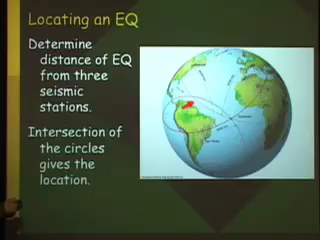 Locating an EQ
Determine
distance of EQ
from three
seismic
stations.
Intersection of
the circles
gives the
location.